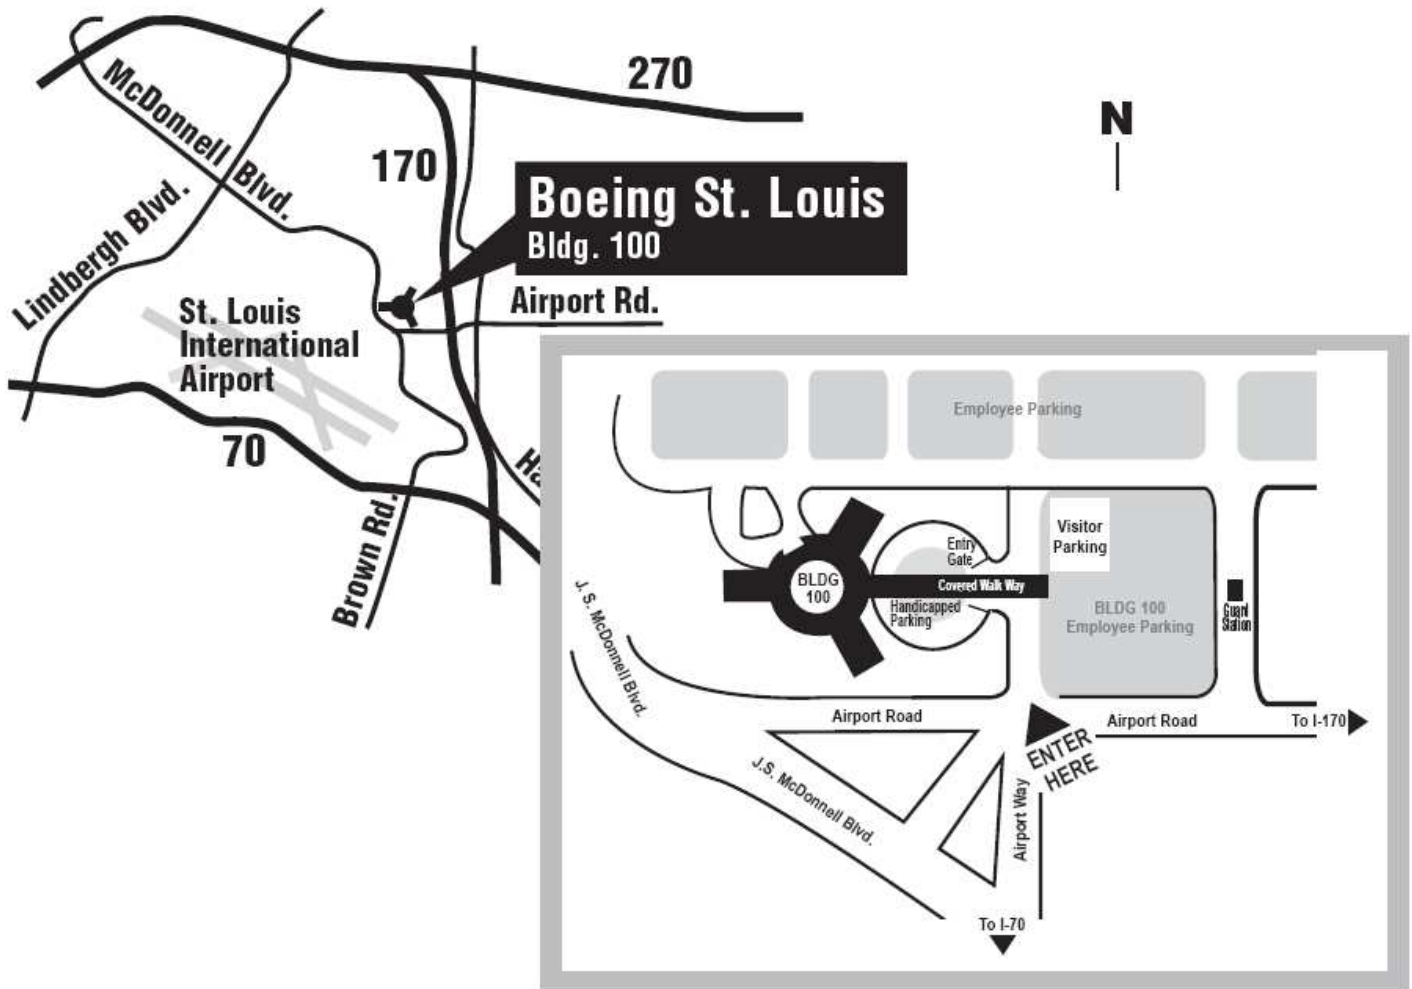 270
N
McDonnell Blvd.
170
Boeing St. Louis
Bldg. 100
Lindbergh Blvd.
Airport Rd.
St. Louis
International
Airport
70
Brown Rd.
Employee Parking
Visitor
Parking
Entry
Gate
BLDG
100
Covered Walk Way
Handicapped
Parking
BLDG 100
Employee Parking
Guard
Station
J. S. McDonnell Blvd.
Airport Road
Airport Road
To I-170
ENTER
HERE
J.S. McDonnell Blvd.
Airport Way
To I-70